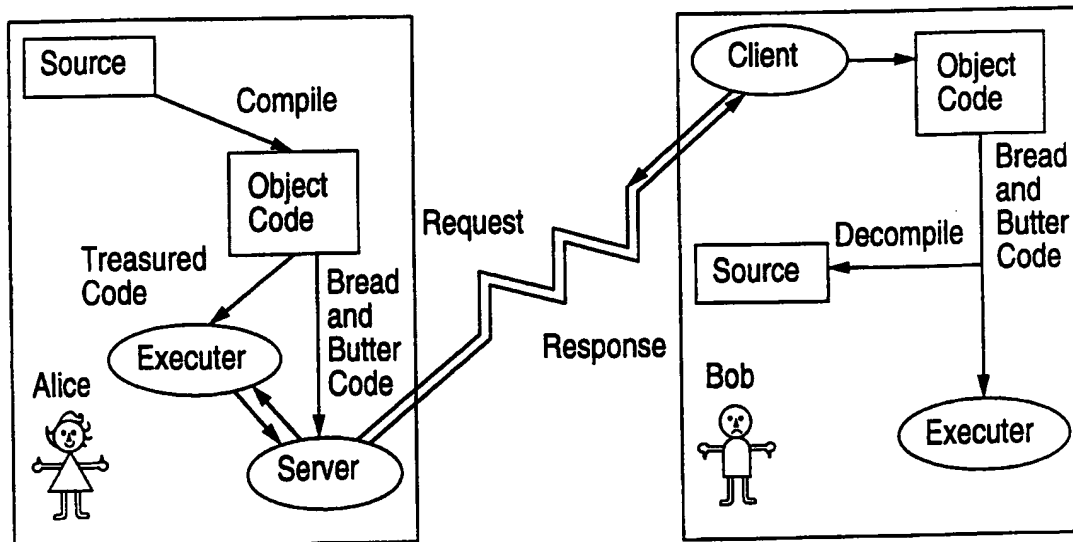 Source
Compile
Object
Code
Treasured
Code
Bread
and
Butter
Code
Executer
Alice
Server
Request
Response
Client
Object
Code
Bread
and
Butter
Code
Decompile
Source
Bob
Executer